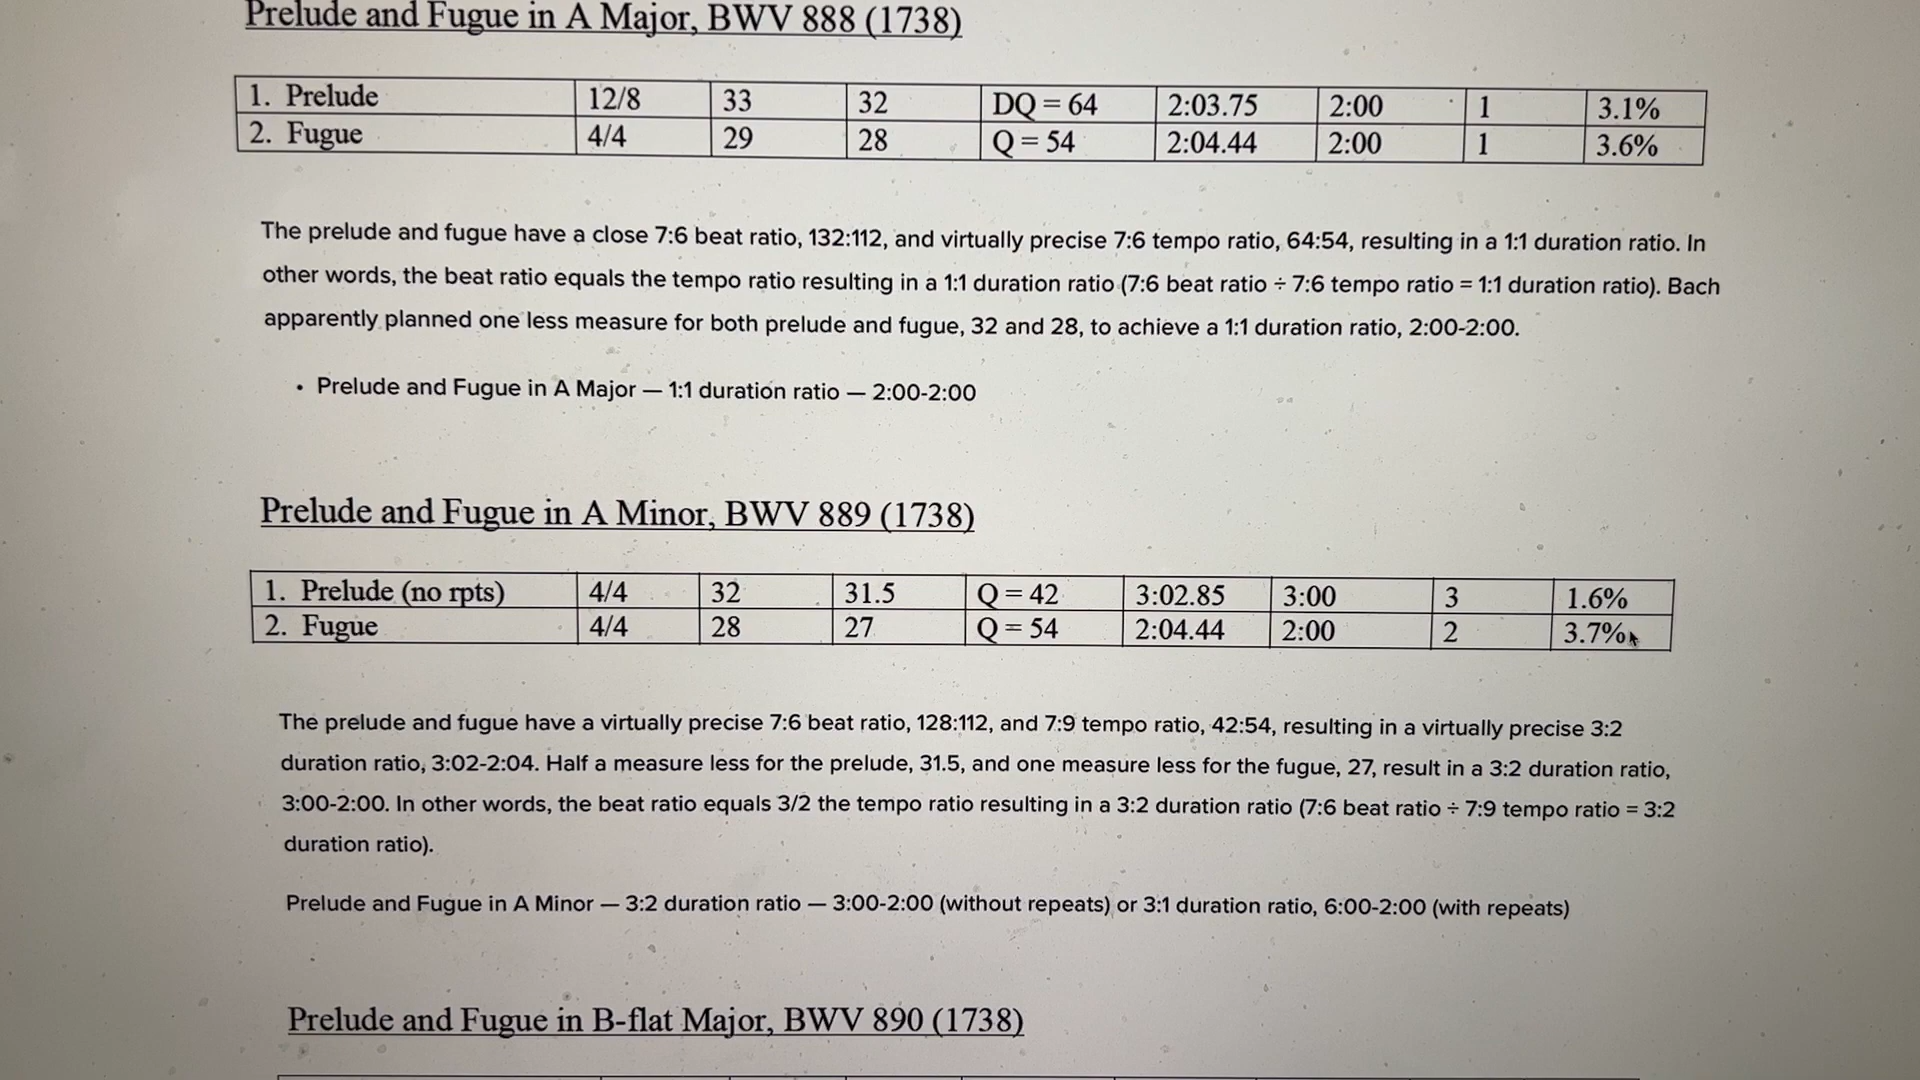 Prelude and Fugue in A Major, BWV 888 (1738)
1. Prelude 12/8 33 32 DQ = 64 2:03.75 2:00 1 3.1%
2. Fugue 4/4 29 28 Q = 54 2:04.44 2:00 1 3.6%
The prelude and fugue have a close 7:6 beat ratio, 132:112, and virtually precise 7:6 tempo ratio, 64:54, resulting in a 1:1 duration ratio. In
other words, the beat ratio equals the tempo ratio resulting in a 1:1 duration ratio (7:6 beat ratio ÷ 7:6 tempo ratio = 1:1 duration ratio). Bach
apparently planned one less measure for both prelude and fugue, 32 and 28, to achieve a 1:1 duration ratio, 2:00-2:00.
• Prelude and Fugue in A Major — 1:1 duration ratio — 2:00-2:00
Prelude and Fugue in A Minor, BWV 889 (1738)
1. Prelude (no rpts) 4/4 32 31.5 Q = 42 3:02.85 3:00 3 1.6%
2. Fugue 4/4 28 27 Q = 54 2:04.44 2:00 2 3.7%
The prelude and fugue have a virtually precise 7:6 beat ratio, 128:112, and 7:9 tempo ratio, 42:54, resulting in a virtually precise 3:2
duration ratio, 3:02-2:04. Half a measure less for the prelude, 31.5, and one measure less for the fugue, 27, result in a 3:2 duration ratio,
3:00-2:00. In other words, the beat ratio equals 3/2 the tempo ratio resulting in a 3:2 duration ratio (7:6 beat ratio ÷ 7:9 tempo ratio = 3:2
duration ratio).
Prelude and Fugue in A Minor — 3:2 duration ratio — 3:00-2:00 (without repeats) or 3:1 duration ratio, 6:00-2:00 (with repeats)
Prelude and Fugue in B-flat Major, BWV 890 (1738)